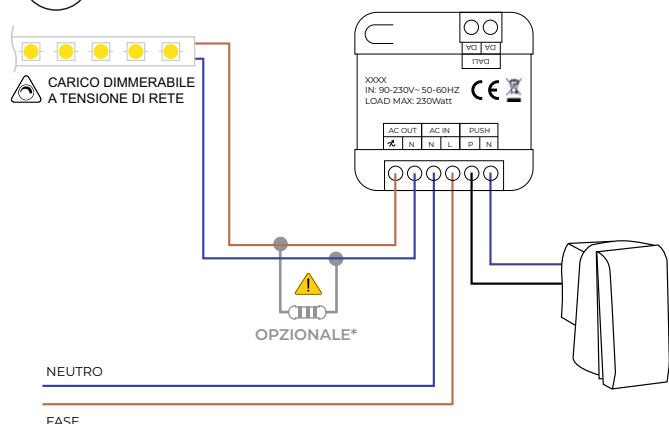 DA DA
DALI
CARICO DIMMERABILE
A TENSIONE DI RETE
XXXX
IN: 90-230V~ 50-60HZ
LOAD MAX: 230Watt
CE
AC OUT AC IN PUSH
N N L P N
OPZIONALE*
NEUTRO
FASE